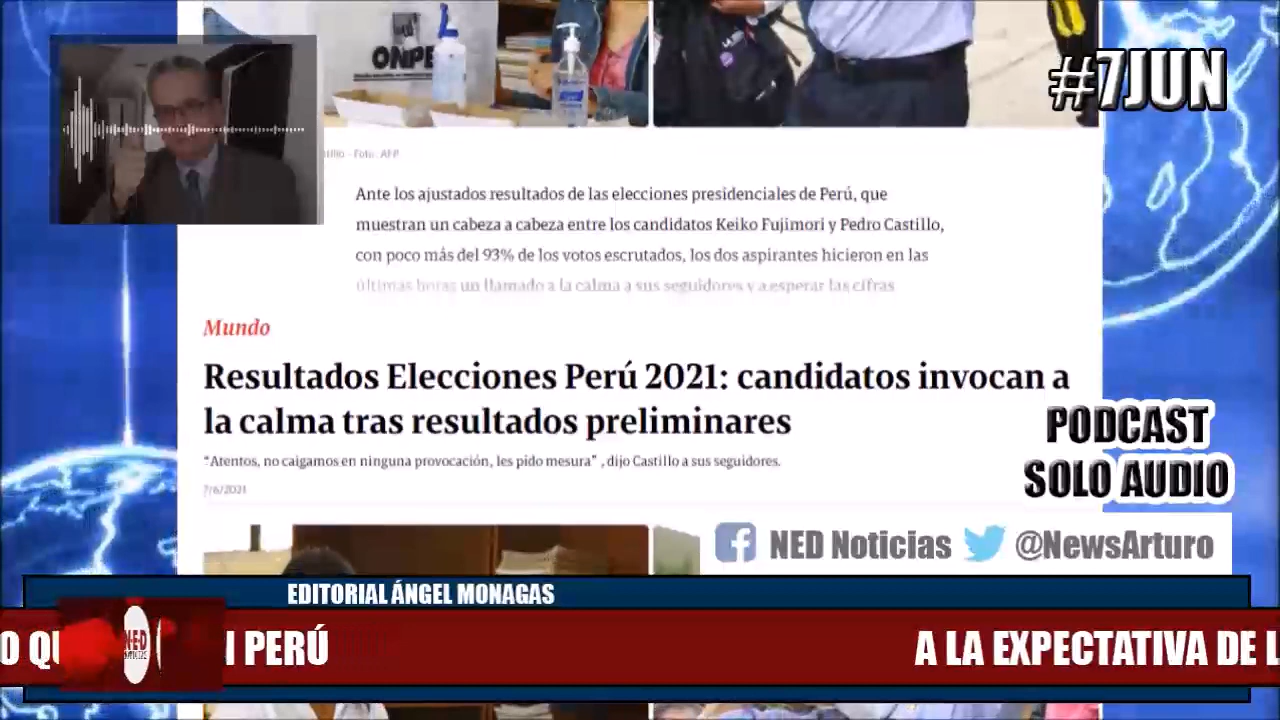 ONPE
#7JUN
Foto: AFP
Ante los ajustados resultados de las elecciones presidenciales de Perú, que
muestran un cabeza a cabeza entre los candidatos Keiko Fujimori y Pedro Castillo,
con poco más del 93% de los votos escrutados, los dos aspirantes hicieron en las
últimas horas un llamado a la calma a sus seguidores y a esperar las cifras
Mundo
Resultados Elecciones Perú 2021: candidatos invocan a
la calma tras resultados preliminares
“Atentos, no caigamos en ninguna provocación, les pido mesura” , dijo Castillo a sus seguidores.
7/6/2021
PODCAST
SOLO AUDIO
NED Noticias @NewsArturo
EDITORIAL ÁNGEL MONAGAS
PERÚ
A LA EXPECTATIVA DE